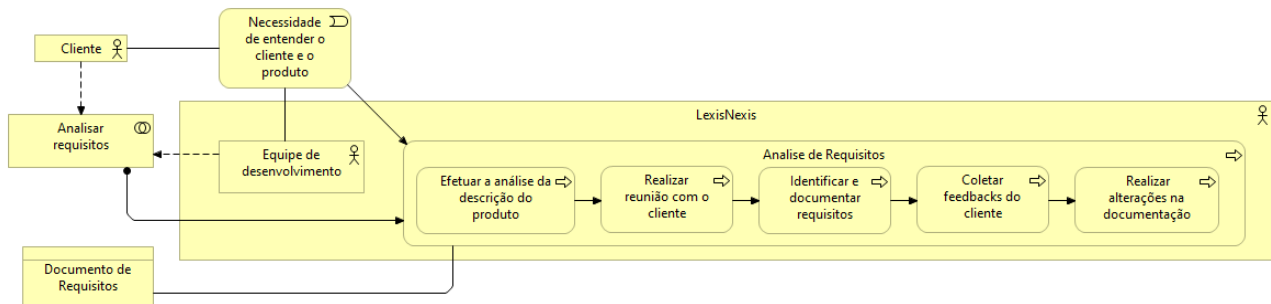 Necessidade
de entender o
cliente e o
produto
Cliente
LexisNexis
Analisar
requisitos
Equipe de
desenvolvimento
Analise de Requisitos
Efetuar a análise da
descrição do
produto
Realizar
reunião com o
cliente
Identificar e
documentar
requisitos
Coletar
feedbacks do
cliente
Realizar
alterações na
documentação
Documento de
Requisitos